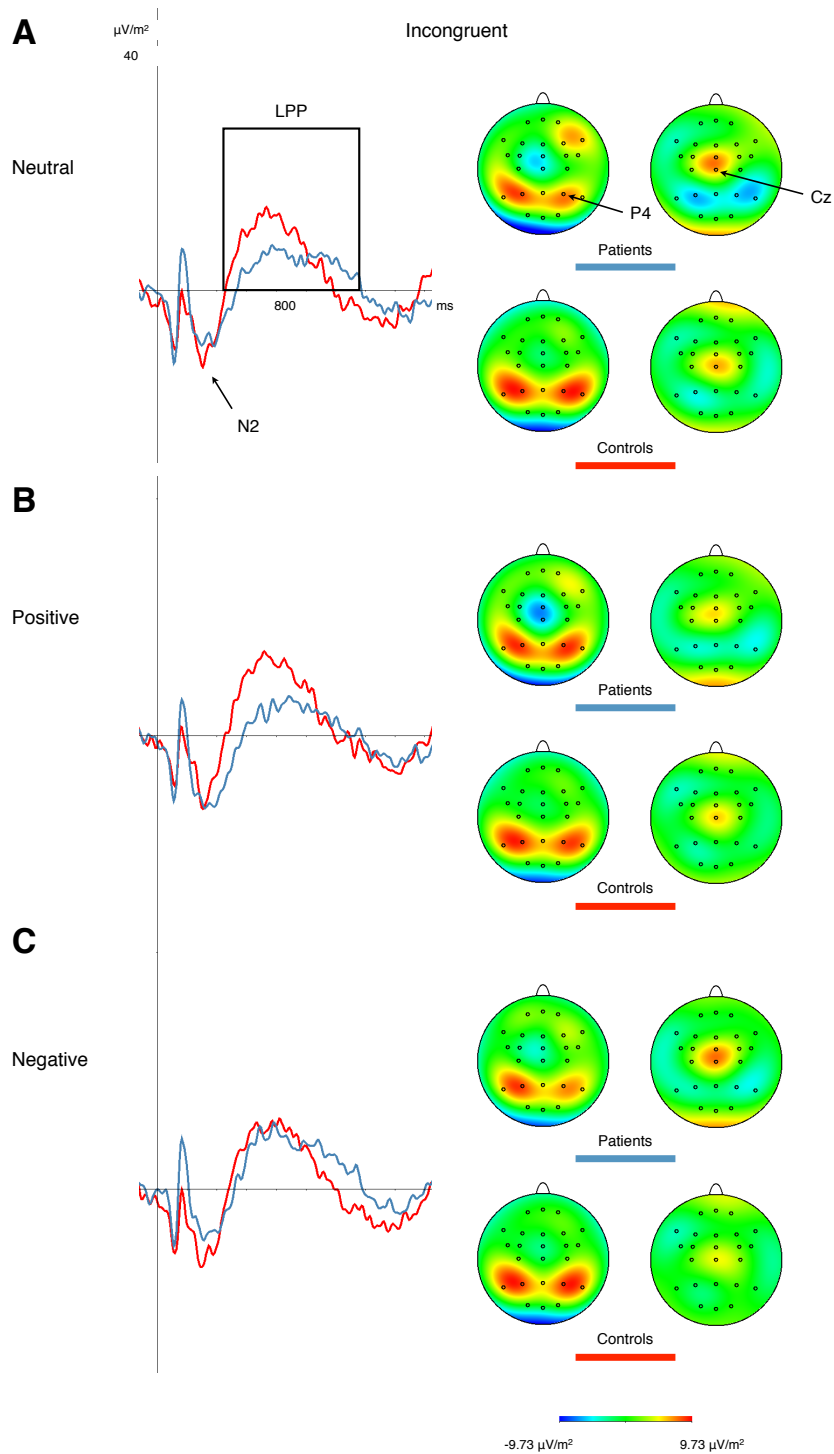 A
µV/m²
Incongruent
40
LPP
Neutral
Cz
P4
Patients
800
ms
N2
Controls
B
Positive
Patients
Controls
C
Negative
Patients
Controls
-9.73 µV/m²
9.73 µV/m²